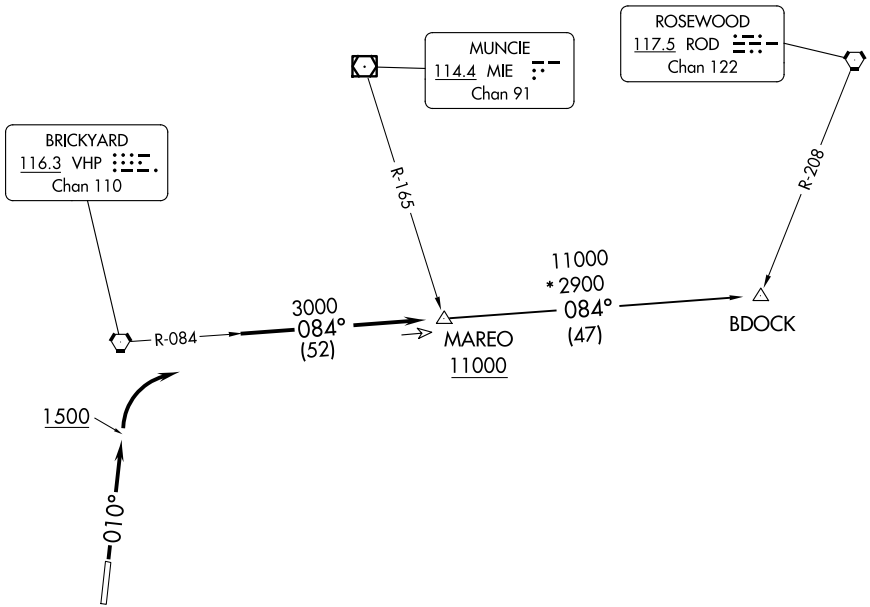 ROSEWOOD
117.5 ROD
Chan 122
MUNCIE
114.4 MIE
Chan 91
BRICKYARD
116.3 VHP
Chan 110
R-165
R-208
11000
*2900
084°
(47)
3000
084°
(52)
R-084
MAREO
11000
BDOCK
1500
010°